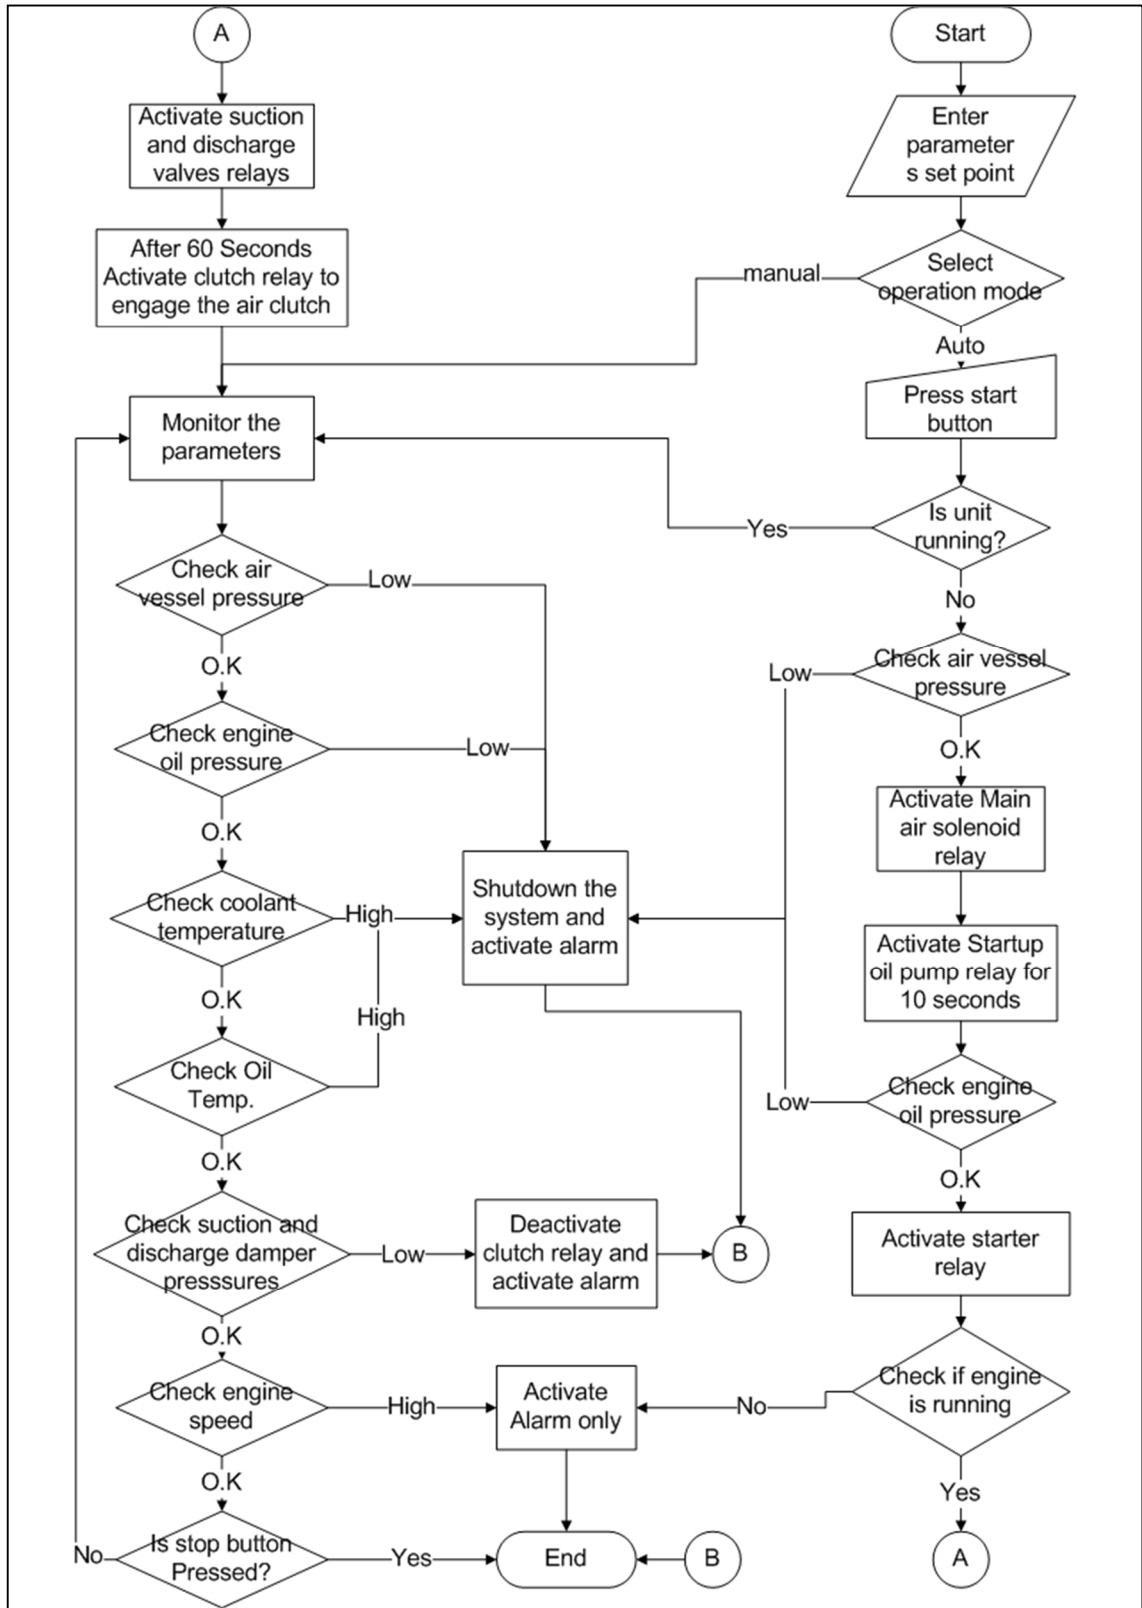 Start
Enter
parameter
s set point
Select
operation mode
manual
Auto
Press start
button
Is unit
running?
Yes
No
Check air vessel
pressure
Low
O.K
Activate Main
air solenoid
relay
Activate Startup
oil pump relay for
10 seconds
Check engine
oil pressure
Low
O.K
Activate starter
relay
Check if engine
is running
No
Yes
A
A
Activate suction
and discharge
valves relays
After 60 Seconds
Activate clutch relay to
engage the air clutch
Monitor the
parameters
Check air
vessel pressure
Low
O.K
Check engine
oil pressure
Low
O.K
Check coolant
temperature
High
O.K
High
Check Oil
Temp.
O.K
Shutdown the
system and
activate alarm
Check suction and
discharge damper
presssures
Low
Deactivate
clutch relay and
activate alarm
B
O.K
Check engine
speed
High
Activate
Alarm only
O.K
Is stop button
Pressed?
No
Yes
End
B